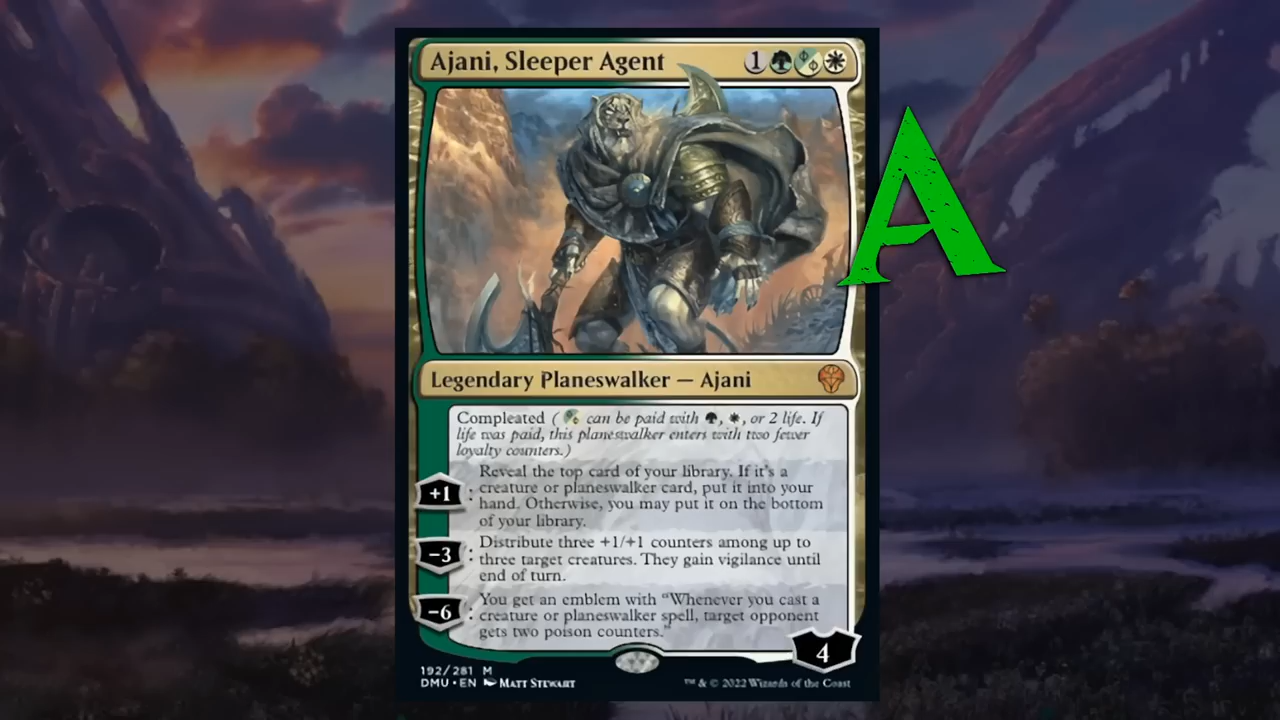 Ajani, Sleeper Agent 1
A
Legendary Planeswalker — Ajani
Compleated ( can be paid with , , or 2 life. If
life was paid, this planeswalker enters with two fewer
loyalty counters.)
+1 : Reveal the top card of your library. If it's a
creature or planeswalker card, put it into your
hand. Otherwise, you may put it on the bottom
of your library.
−3 : Distribute three +1/+1 counters among up to
three target creatures. They gain vigilance until
end of turn.
−6 : You get an emblem with “Whenever you cast a
creature or planeswalker spell, target opponent
gets two poison counters.”
4
192/281 M
DMU • EN Matt Stewart
™ & © 2022 Wizards of the Coast